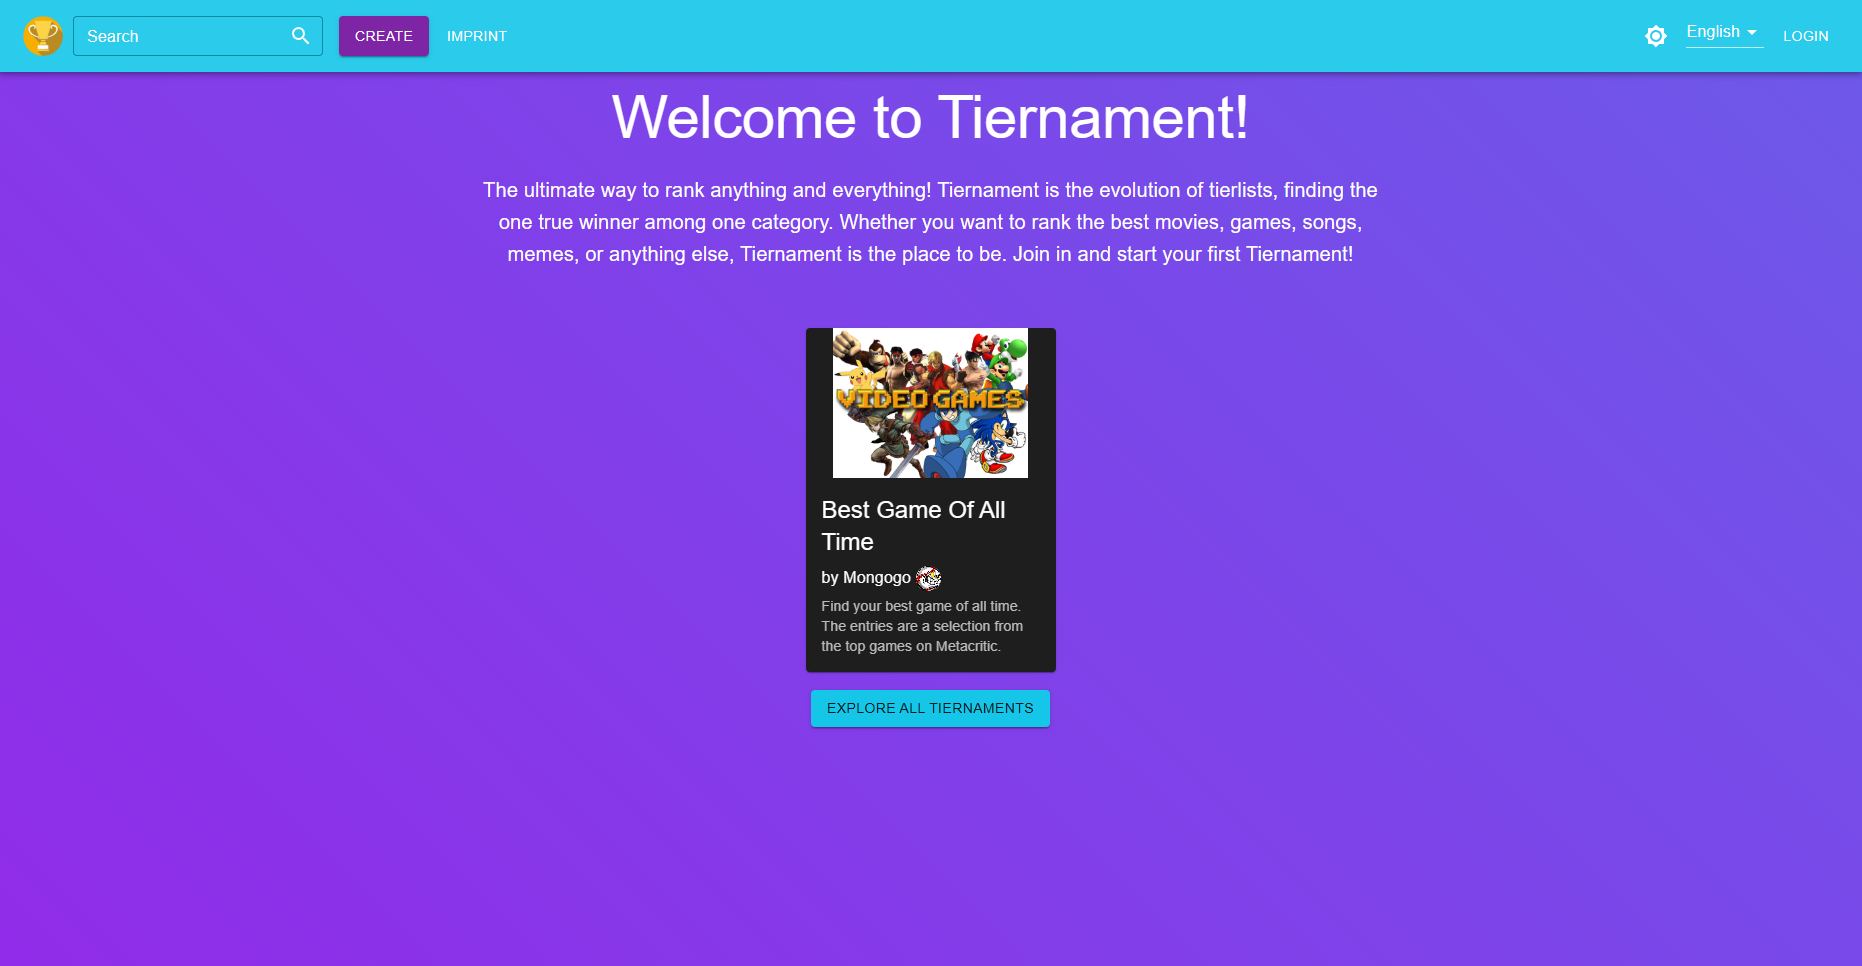 Search
CREATE
IMPRINT
English
LOGIN
Welcome to Tiernament!
The ultimate way to rank anything and everything! Tiernament is the evolution of tierlists, finding the
one true winner among one category. Whether you want to rank the best movies, games, songs,
memes, or anything else, Tiernament is the place to be. Join in and start your first Tiernament!
VIDEO GAMES
Best Game Of All
Time
by Mongogo
Find your best game of all time.
The entries are a selection from
the top games on Metacritic.
EXPLORE ALL TIERNAMENTS